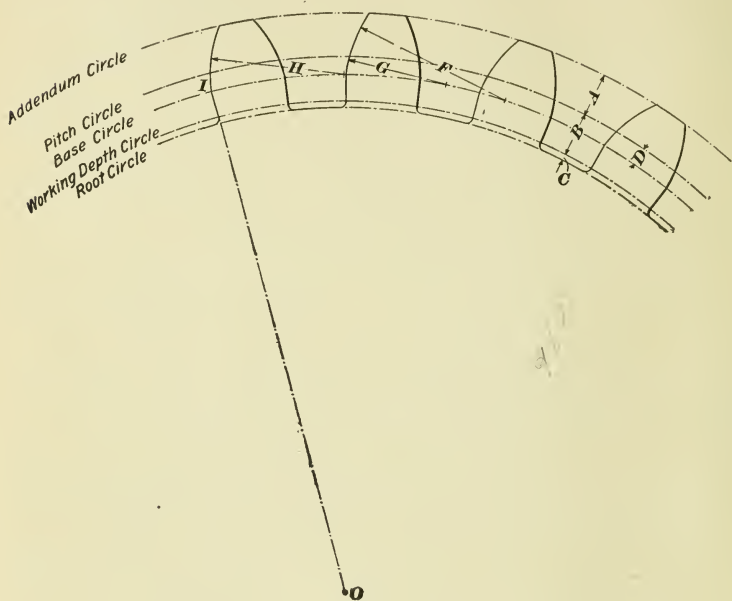 Addendum Circle
Pitch Circle
Base Circle
Working Depth Circle
Root Circle
I
H
G
F
A
B
C
D
O